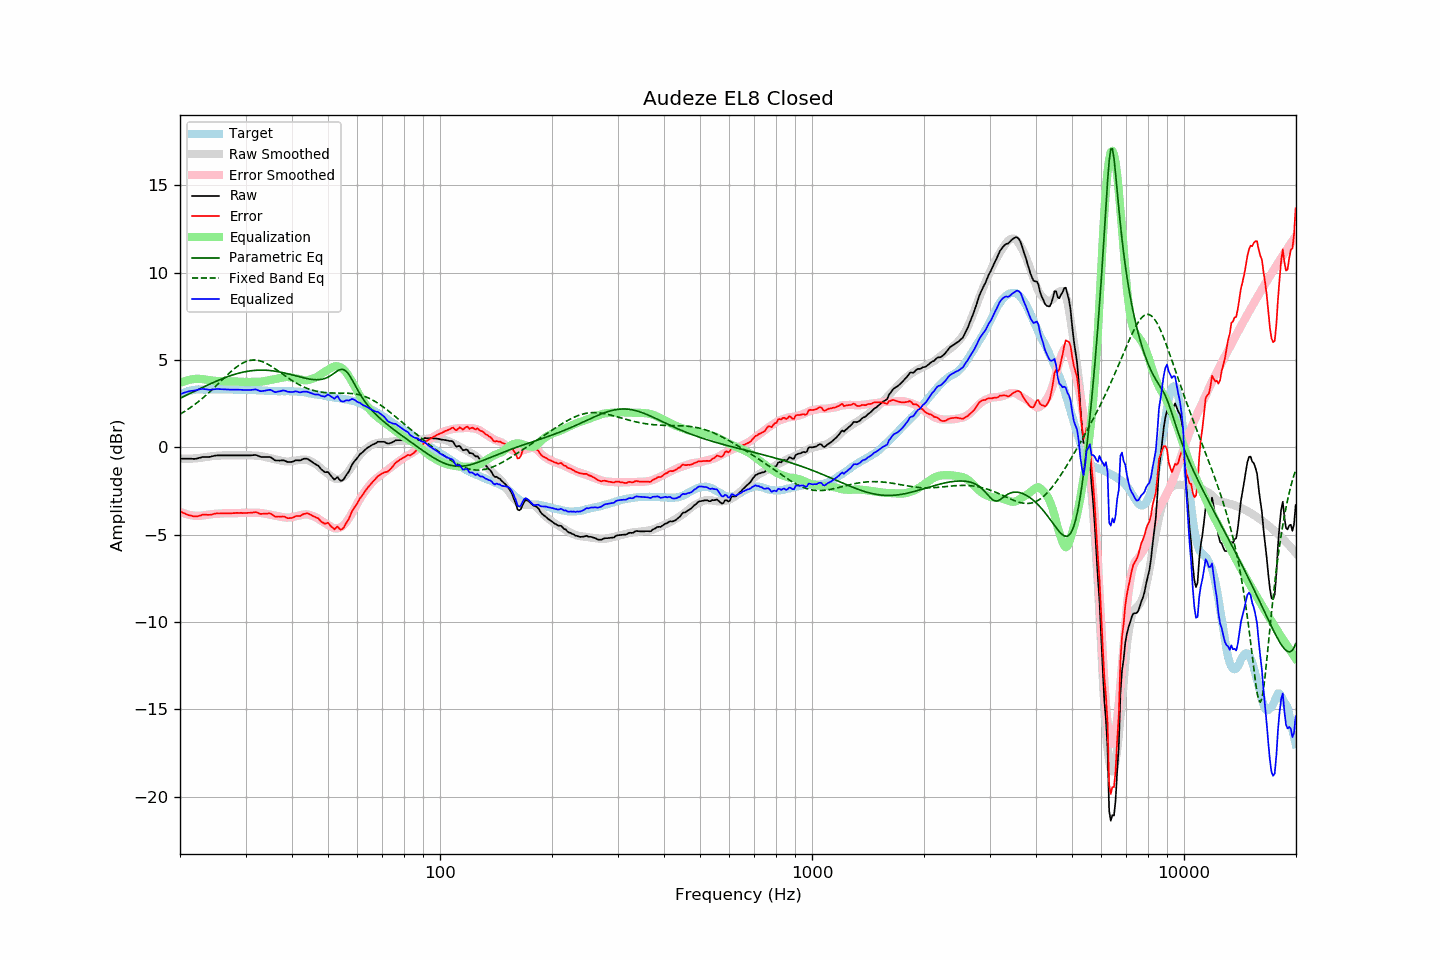 Audeze EL8 Closed
Target
Raw Smoothed
Error Smoothed
Raw
Error
Equalization
Parametric Eq
Fixed Band Eq
Equalized
Amplitude (dBr)
15
10
5
0
−5
−10
−15
−20
100
1000
10000
Frequency (Hz)